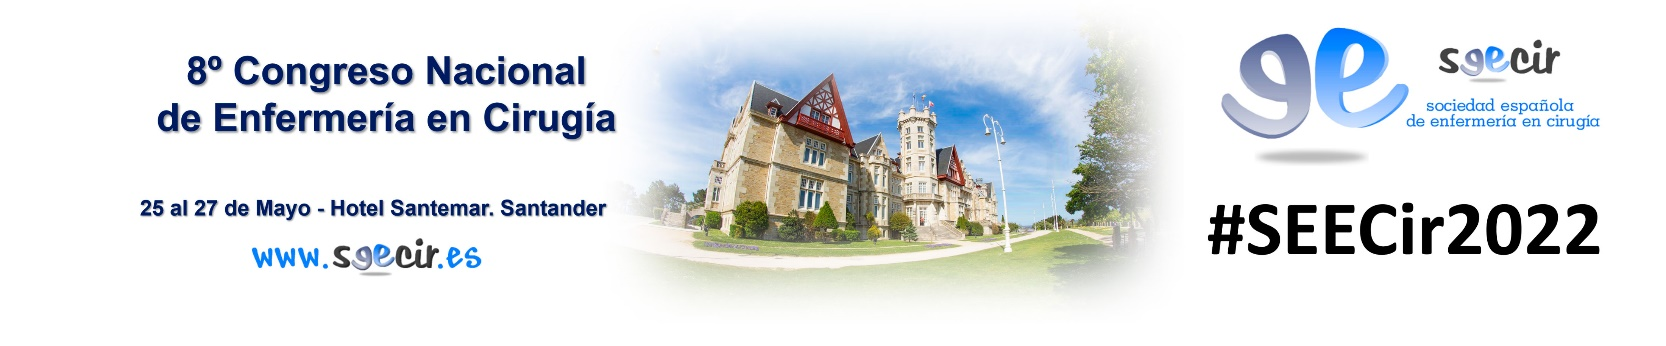 8º Congreso Nacional
de Enfermería en Cirugía
25 al 27 de Mayo - Hotel Santemar. Santander
www.seecir.es
seecir
sociedad española
de enfermería en cirugía
#SEECir2022